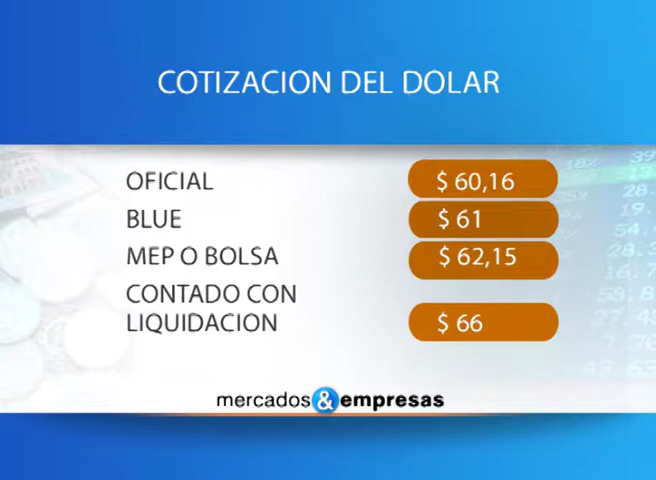 COTIZACION DEL DOLAR
OFICIAL $ 60,16
BLUE $ 61
MEP O BOLSA $ 62,15
CONTADO CON
LIQUIDACION $ 66
mercados&empresas